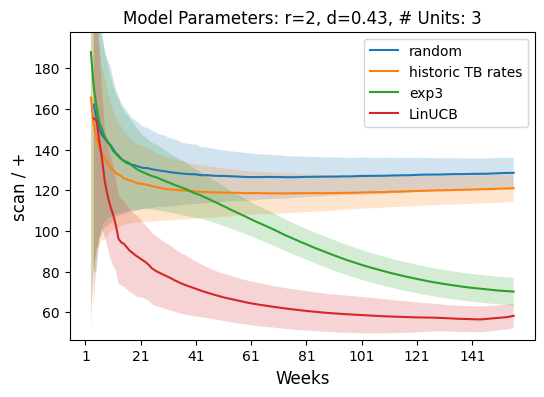 Model Parameters: r=2, d=0.43, # Units: 3
random
historic TB rates
exp3
LinUCB
scan / +
180
160
140
120
100
80
60
1 21 41 61 81 101 121 141
Weeks